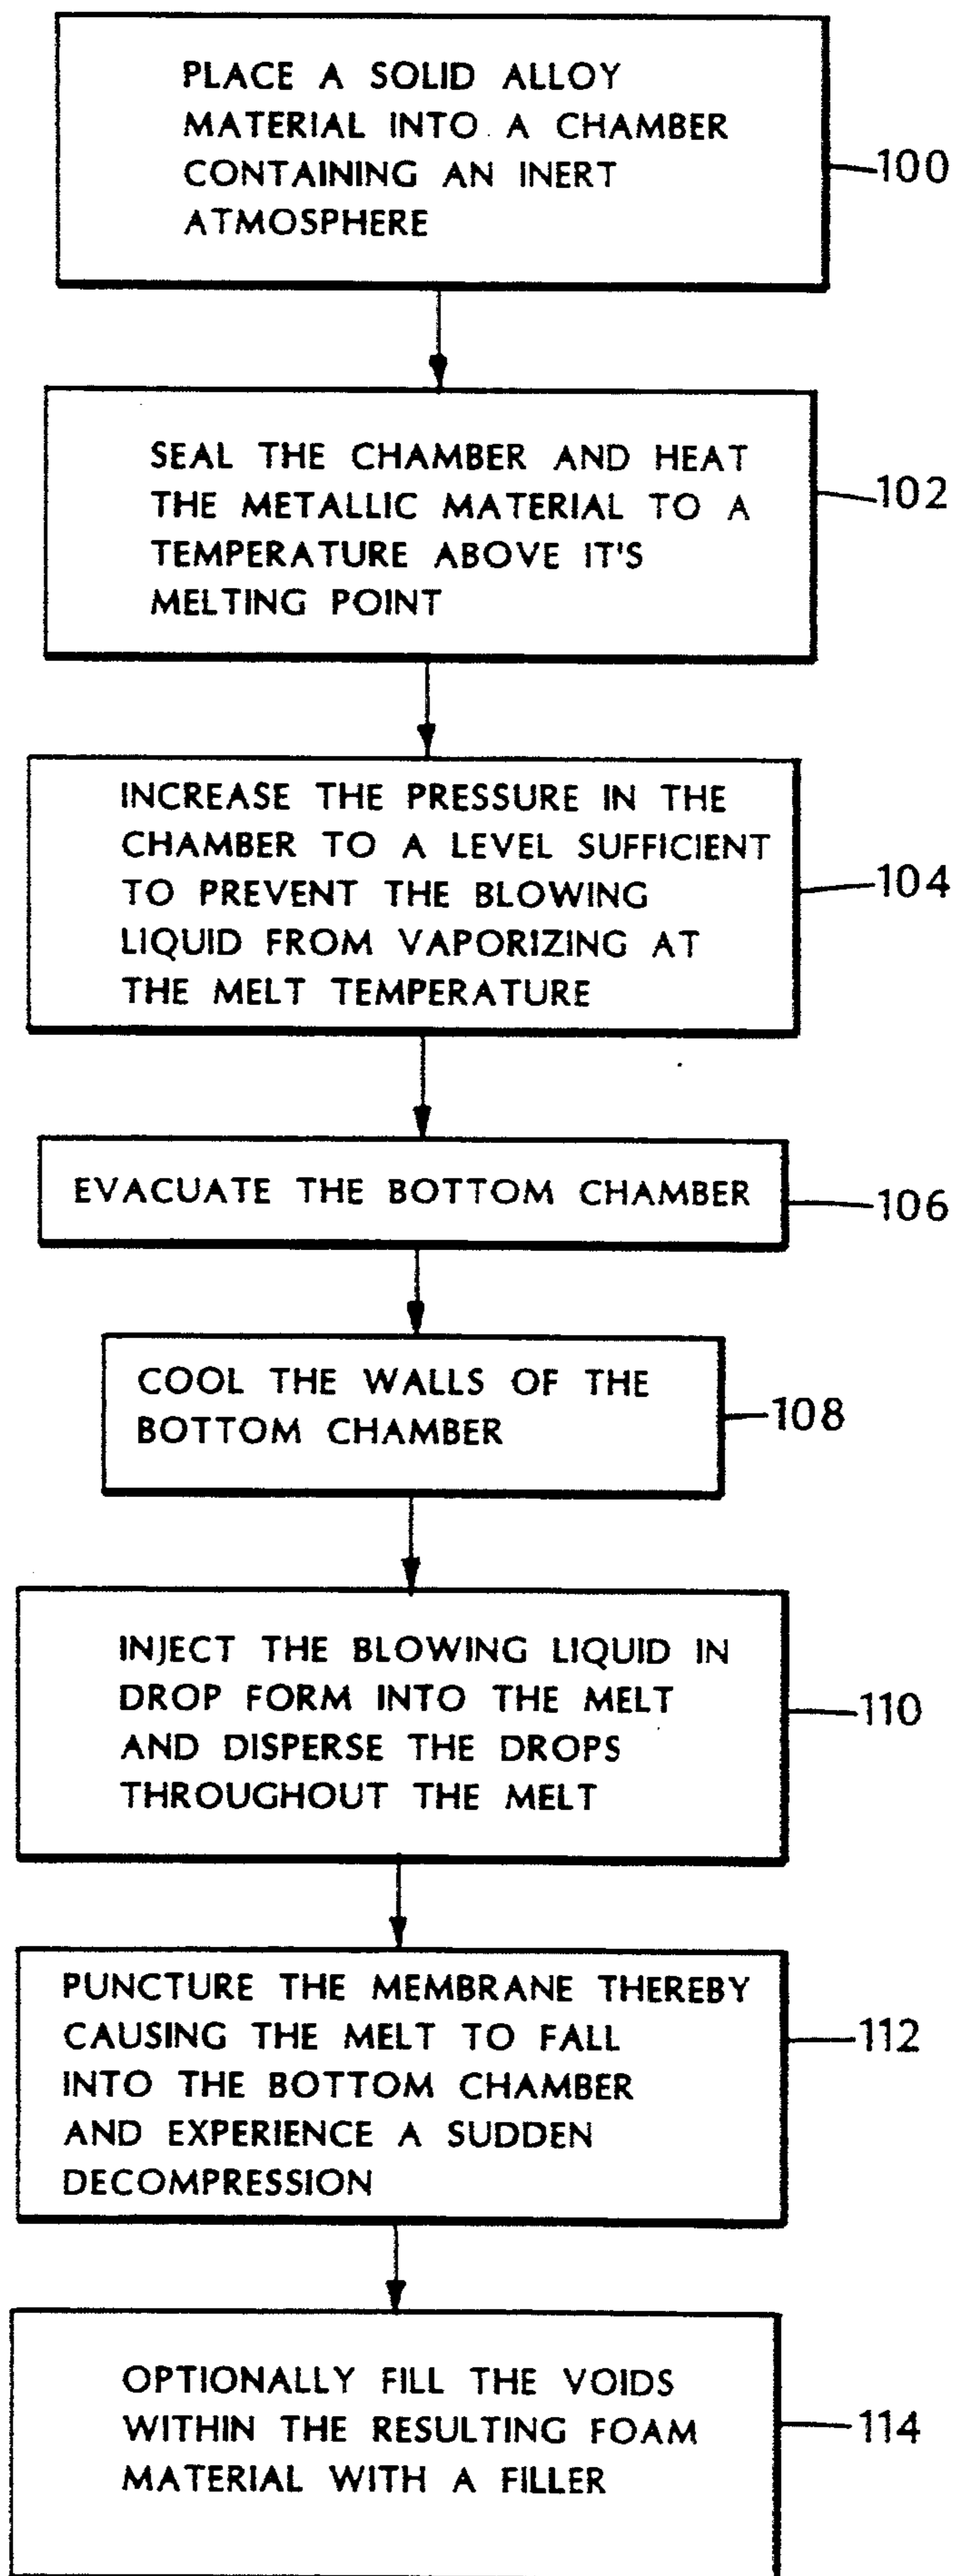 PLACE A SOLID ALLOY
MATERIAL INTO A CHAMBER
CONTAINING AN INERT
ATMOSPHERE
100
SEAL THE CHAMBER AND HEAT
THE METALLIC MATERIAL TO A
TEMPERATURE ABOVE IT'S
MELTING POINT
102
INCREASE THE PRESSURE IN THE
CHAMBER TO A LEVEL SUFFICIENT
TO PREVENT THE BLOWING
LIQUID FROM VAPORIZING AT
THE MELT TEMPERATURE
104
EVACUATE THE BOTTOM CHAMBER
106
COOL THE WALLS OF THE
BOTTOM CHAMBER
108
INJECT THE BLOWING LIQUID IN
DROP FORM INTO THE MELT
AND DISPERSE THE DROPS
THROUGHOUT THE MELT
110
PUNCTURE THE MEMBRANE THEREBY
CAUSING THE MELT TO FALL
INTO THE BOTTOM CHAMBER
AND EXPERIENCE A SUDDEN
DECOMPRESSION
112
OPTIONALLY FILL THE VOIDS
WITHIN THE RESULTING FOAM
MATERIAL WITH A FILLER
114